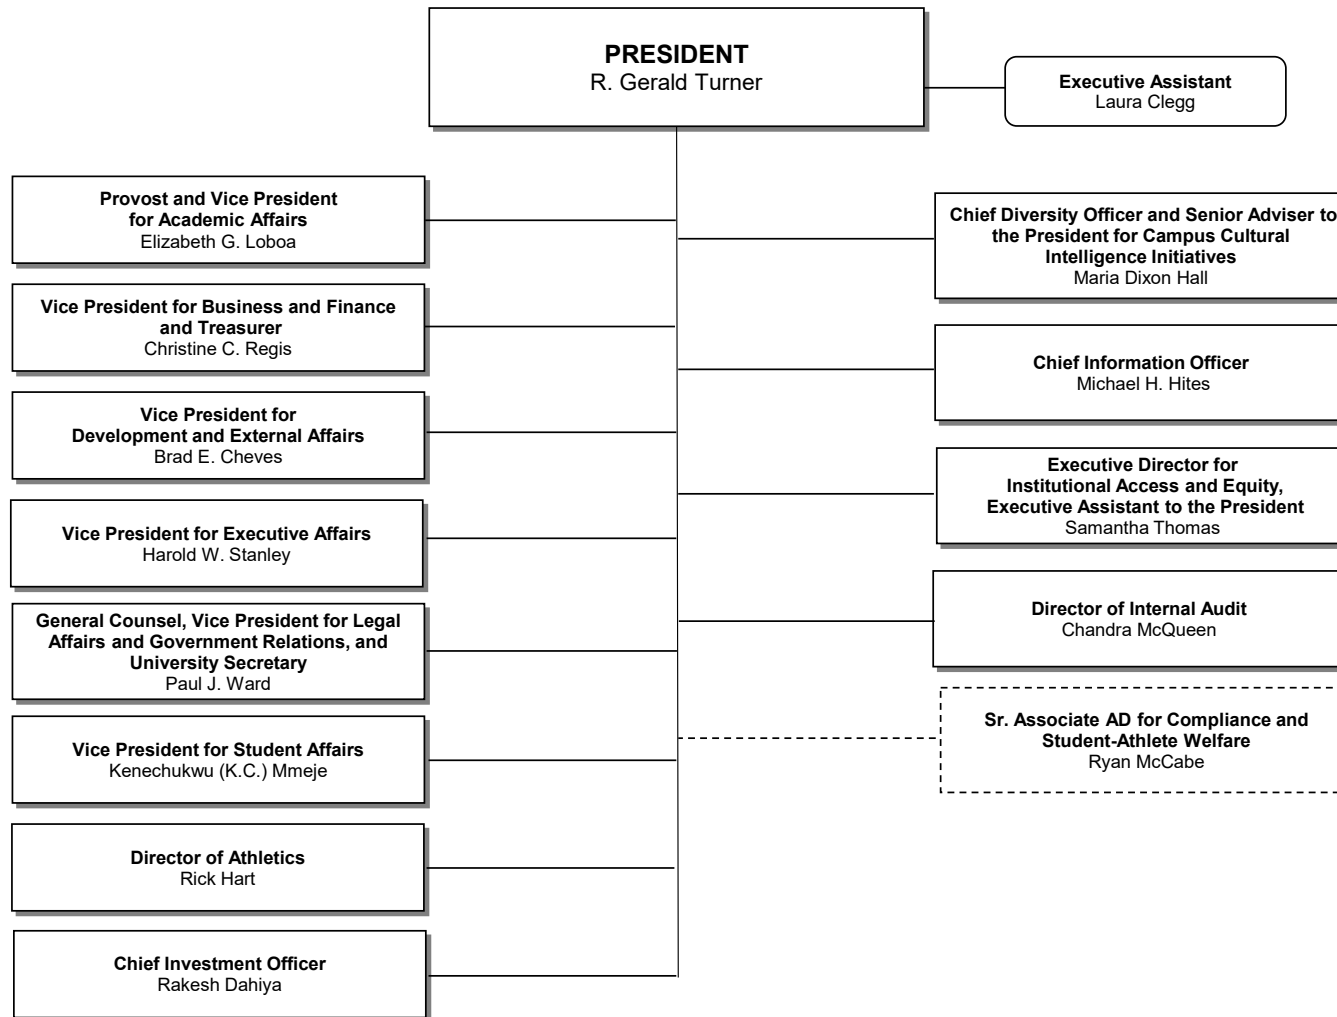 PRESIDENT
R. Gerald Turner
Executive Assistant
Laura Clegg
Provost and Vice President
for Academic Affairs
Elizabeth G. Loboa
Vice President for Business and Finance
and Treasurer
Christine C. Regis
Vice President for
Development and External Affairs
Brad E. Cheves
Vice President for Executive Affairs
Harold W. Stanley
General Counsel, Vice President for Legal
Affairs and Government Relations, and
University Secretary
Paul J. Ward
Vice President for Student Affairs
Kenechukwu (K.C.) Mmeje
Director of Athletics
Rick Hart
Chief Investment Officer
Rakesh Dahiya
Chief Diversity Officer and Senior Adviser to
the President for Campus Cultural
Intelligence Initiatives
Maria Dixon Hall
Chief Information Officer
Michael H. Hites
Executive Director for
Institutional Access and Equity,
Executive Assistant to the President
Samantha Thomas
Director of Internal Audit
Chandra McQueen
Sr. Associate AD for Compliance and
Student-Athlete Welfare
Ryan McCabe